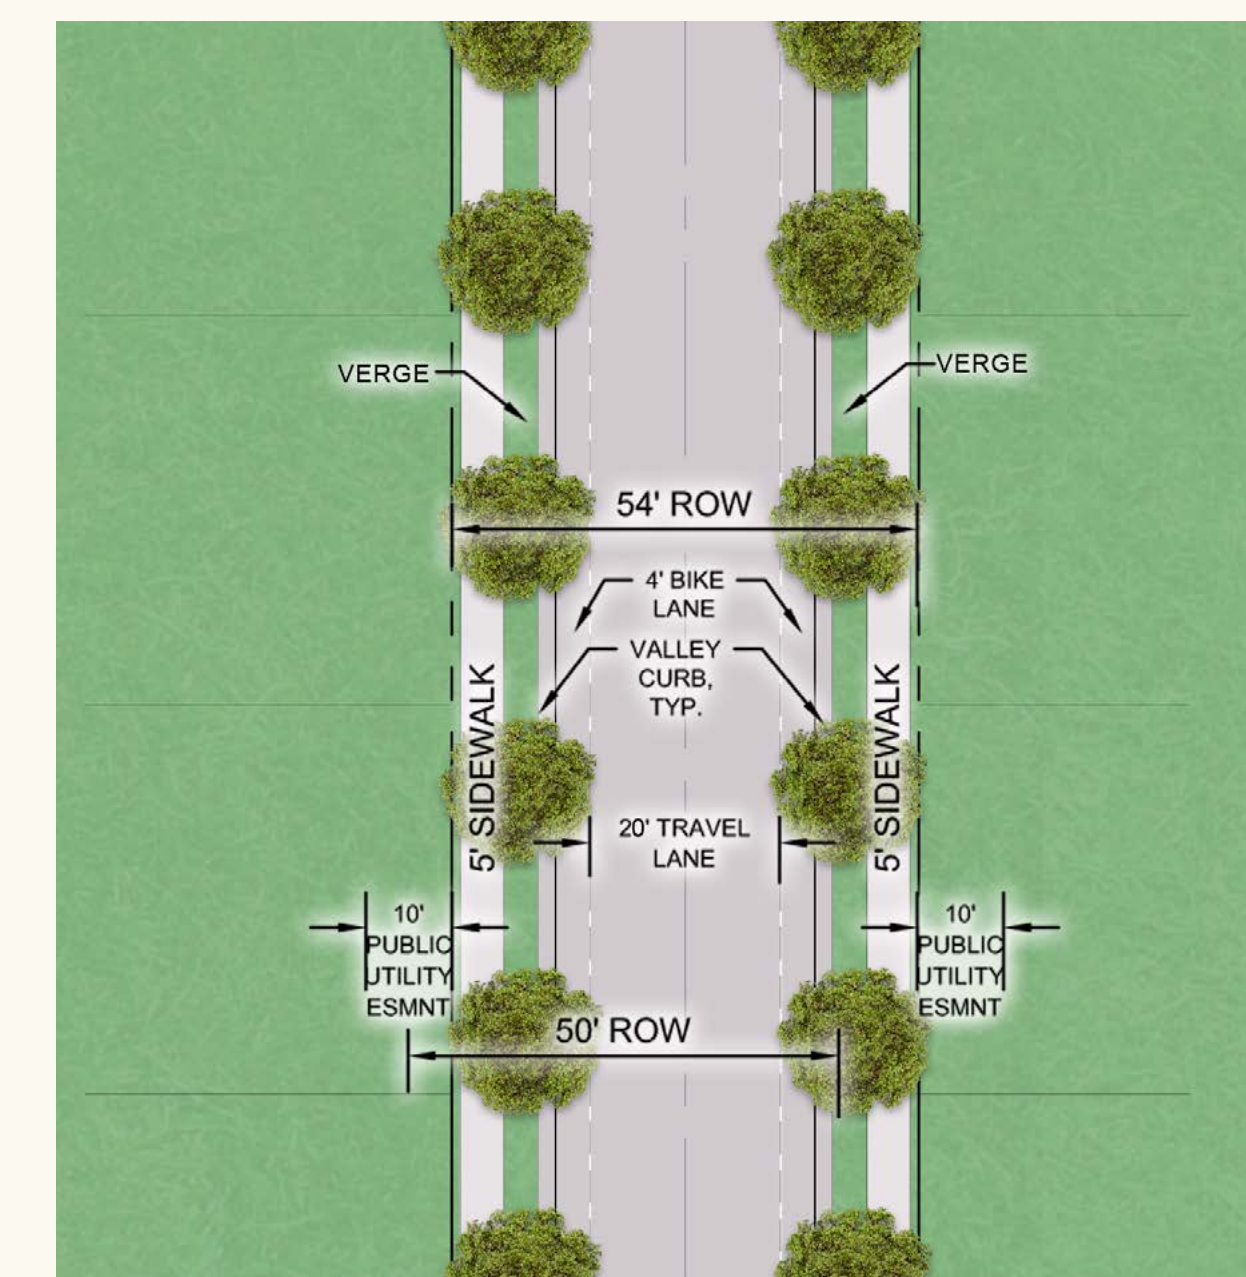 VERGE
VERGE
54' ROW
4' BIKE
LANE
VALLEY
CURB,
TYP.
5' SIDEWALK
5' SIDEWALK
20' TRAVEL
LANE
10'
PUBLIC
UTILITY
ESMNT
10'
PUBLIC
UTILITY
ESMNT
50' ROW